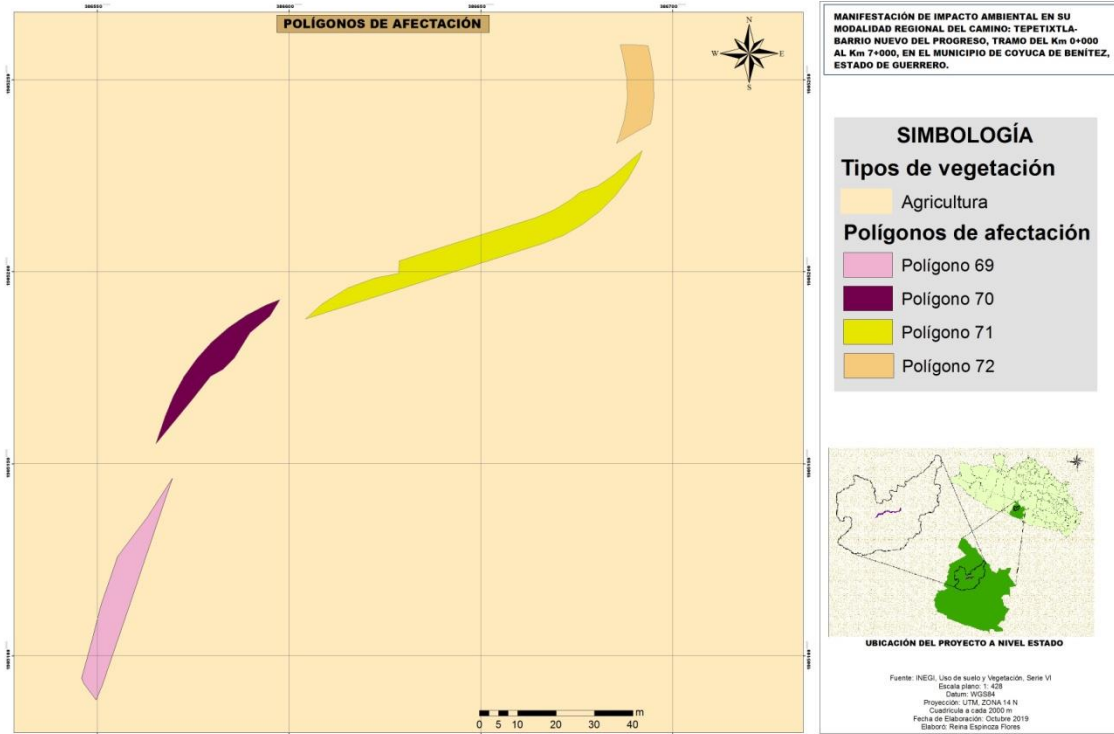 POLÍGONOS DE AFECTACIÓN
N
W
E
S
0 5 10 20 30 40
m
MANIFESTACIÓN DE IMPACTO AMBIENTAL EN SU
MODALIDAD REGIONAL DEL CAMINO: TEPETIXTLA-
BARRIO NUEVO DEL PROGRESO, TRAMO DEL Km 0+000
AL Km 7+000, EN EL MUNICIPIO DE COYUCA DE BENÍTEZ,
ESTADO DE GUERRERO.
SIMBOLOGÍA
Tipos de vegetación
Agricultura
Polígonos de afectación
Polígono 69
Polígono 70
Polígono 71
Polígono 72
UBICACIÓN DEL PROYECTO A NIVEL ESTADO
Fuente: INEGI, Uso de suelo y Vegetación, Serie VI
Escala plano: 1: 428
Datum: WGS84
Proyección: UTM, ZONA 14 N
Cuadrícula a cada 2000 m
Fecha de Elaboración: Octubre 2019
Elaboró: Reina Espinoza Flores